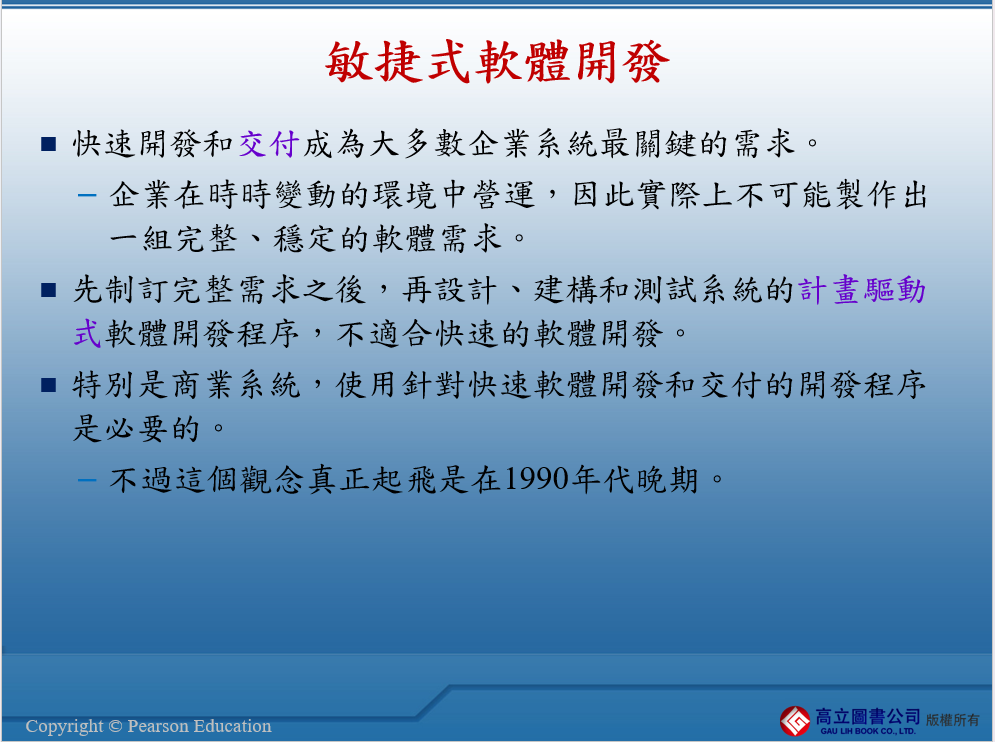 敏捷式軟體開發
快速開發和交付成為大多數企業系統最關鍵的需求。
企業在時時變動的環境中營運，因此實際上不可能製作出
一組完整、穩定的軟體需求。
先制訂完整需求之後，再設計、建構和測試系統的計畫驅動
式軟體開發程序，不適合快速的軟體開發。
特別是商業系統，使用針對快速軟體開發和交付的開發程序
是必要的。
不過這個觀念真正起飛是在1990年代晚期。
Copyright © Pearson Education
高立圖書公司 版權所有
GAU LIH BOOK CO., LTD.